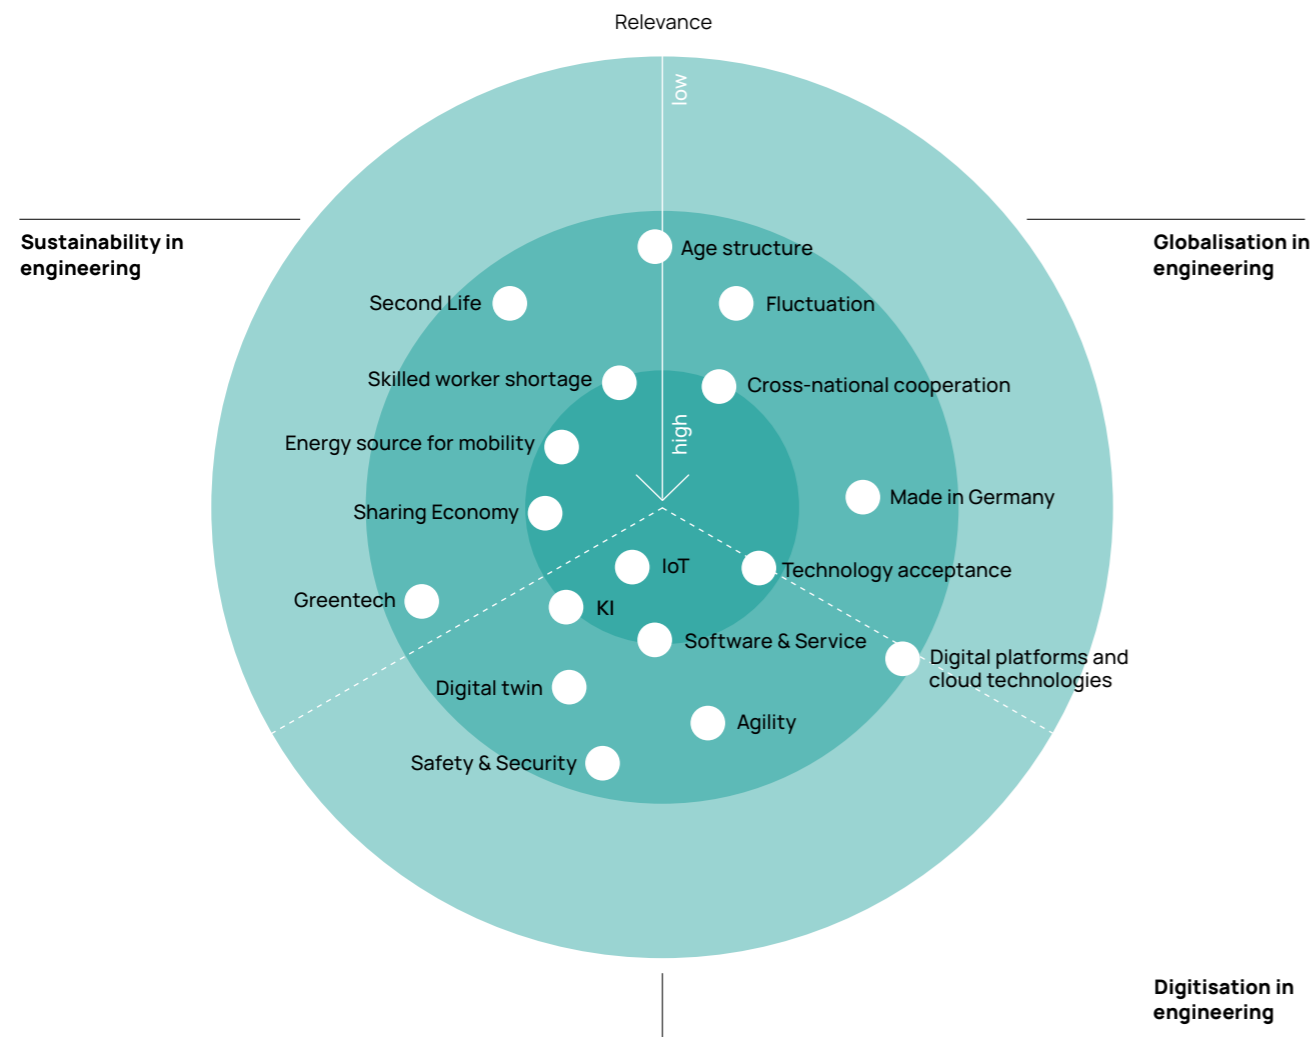 Relevance
low
Sustainability in
engineering
Globalisation in
engineering
Age structure
Second Life
Fluctuation
Skilled worker shortage
Cross-national cooperation
high
Energy source for mobility
Made in Germany
Sharing Economy
IoT
Technology acceptance
Greentech
KI
Software & Service
Digital platforms and
cloud technologies
Digital twin
Agility
Safety & Security
Digitisation in
engineering